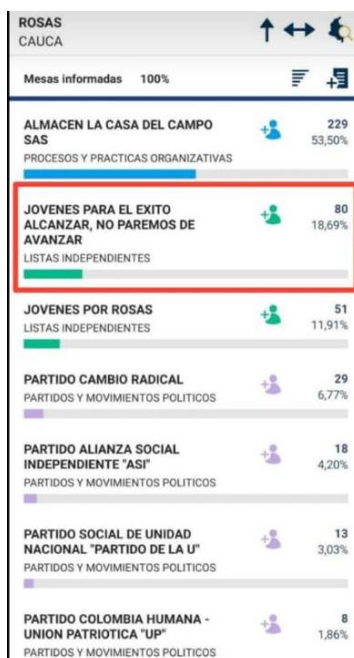 ROSAS
CAUCA
Mesas informadas 100%
ALMACEN LA CASA DEL CAMPO 229
SAS 53,50%
PROCESOS Y PRACTICAS ORGANIZATIVAS
JOVENES PARA EL EXITO 80
ALCANZAR, NO PAREMOS DE 18,69%
AVANZAR
LISTAS INDEPENDIENTES
JOVENES POR ROSAS 51
LISTAS INDEPENDIENTES 11,91%
PARTIDO CAMBIO RADICAL 29
PARTIDOS Y MOVIMIENTOS POLITICOS 6,77%
PARTIDO ALIANZA SOCIAL 18
INDEPENDIENTE "ASI" 4,20%
PARTIDOS Y MOVIMIENTOS POLITICOS
PARTIDO SOCIAL DE UNIDAD 13
NACIONAL "PARTIDO DE LA U" 3,03%
PARTIDOS Y MOVIMIENTOS POLITICOS
PARTIDO COLOMBIA HUMANA - 8
UNION PATRIOTICA "UP" 1,86%
PARTIDOS Y MOVIMIENTOS POLITICOS